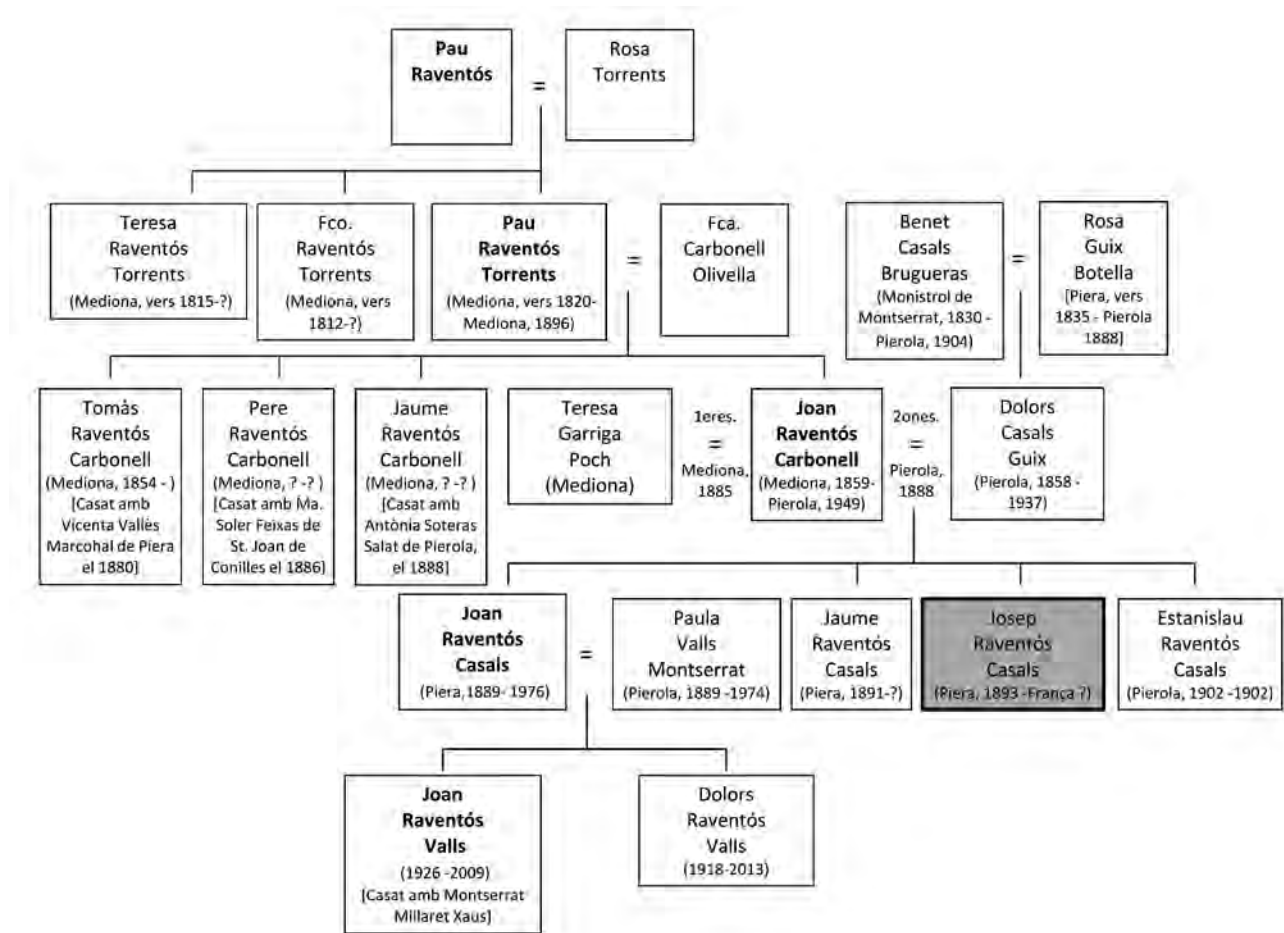 Pau
Raventós
=
Rosa
Torrents
Teresa
Raventós
Torrents
(Mediona, vers 1815-?)
Fco.
Raventós
Torrents
(Mediona, vers
1812-?)
Pau
Raventós
Torrents
(Mediona, vers 1820-
Mediona, 1896)
=
Fca.
Carbonell
Olivella
Benet
Casals
Brugueras
(Monistrol de
Montserrat, 1830 -
Pierola, 1904)
=
Rosa
Guix
Botella
[Piera, vers
1835 - Pierola
1888]
Tomàs
Raventós
Carbonell
(Mediona, 1854 - )
[Casat amb
Vicenta Vallès
Marcohal de Piera
el 1880]
Pere
Raventós
Carbonell
(Mediona, ? -? )
[Casat amb Ma.
Soler Feixas de
St. Joan de
Conilles el 1886]
Jaume
Raventós
Carbonell
(Mediona, ? -? )
[Casat amb
Antònia Soteras
Salat de Pierola,
el 1888]
Teresa
Garriga
Poch
(Mediona)
1eres.
=
Mediona,
1885
Joan
Raventós
Carbonell
(Mediona, 1859-
Pierola, 1949)
2ones.
=
Pierola,
1888
Dolors
Casals
Guix
(Pierola, 1858 -
1937)
Joan
Raventós
Casals
(Piera,1889- 1976)
=
Paula
Valls
Montserrat
(Pierola, 1889 -1974)
Jaume
Raventós
Casals
(Piera, 1891-?)
Josep
Raventós
Casals
(Piera, 1893 -França ?)
Estanislau
Raventós
Casals
(Pierola, 1902 -1902)
Joan
Raventós
Valls
(1926 -2009)
[Casat amb Montserrat
Millaret Xaus]
Dolors
Raventós
Valls
(1918-2013)